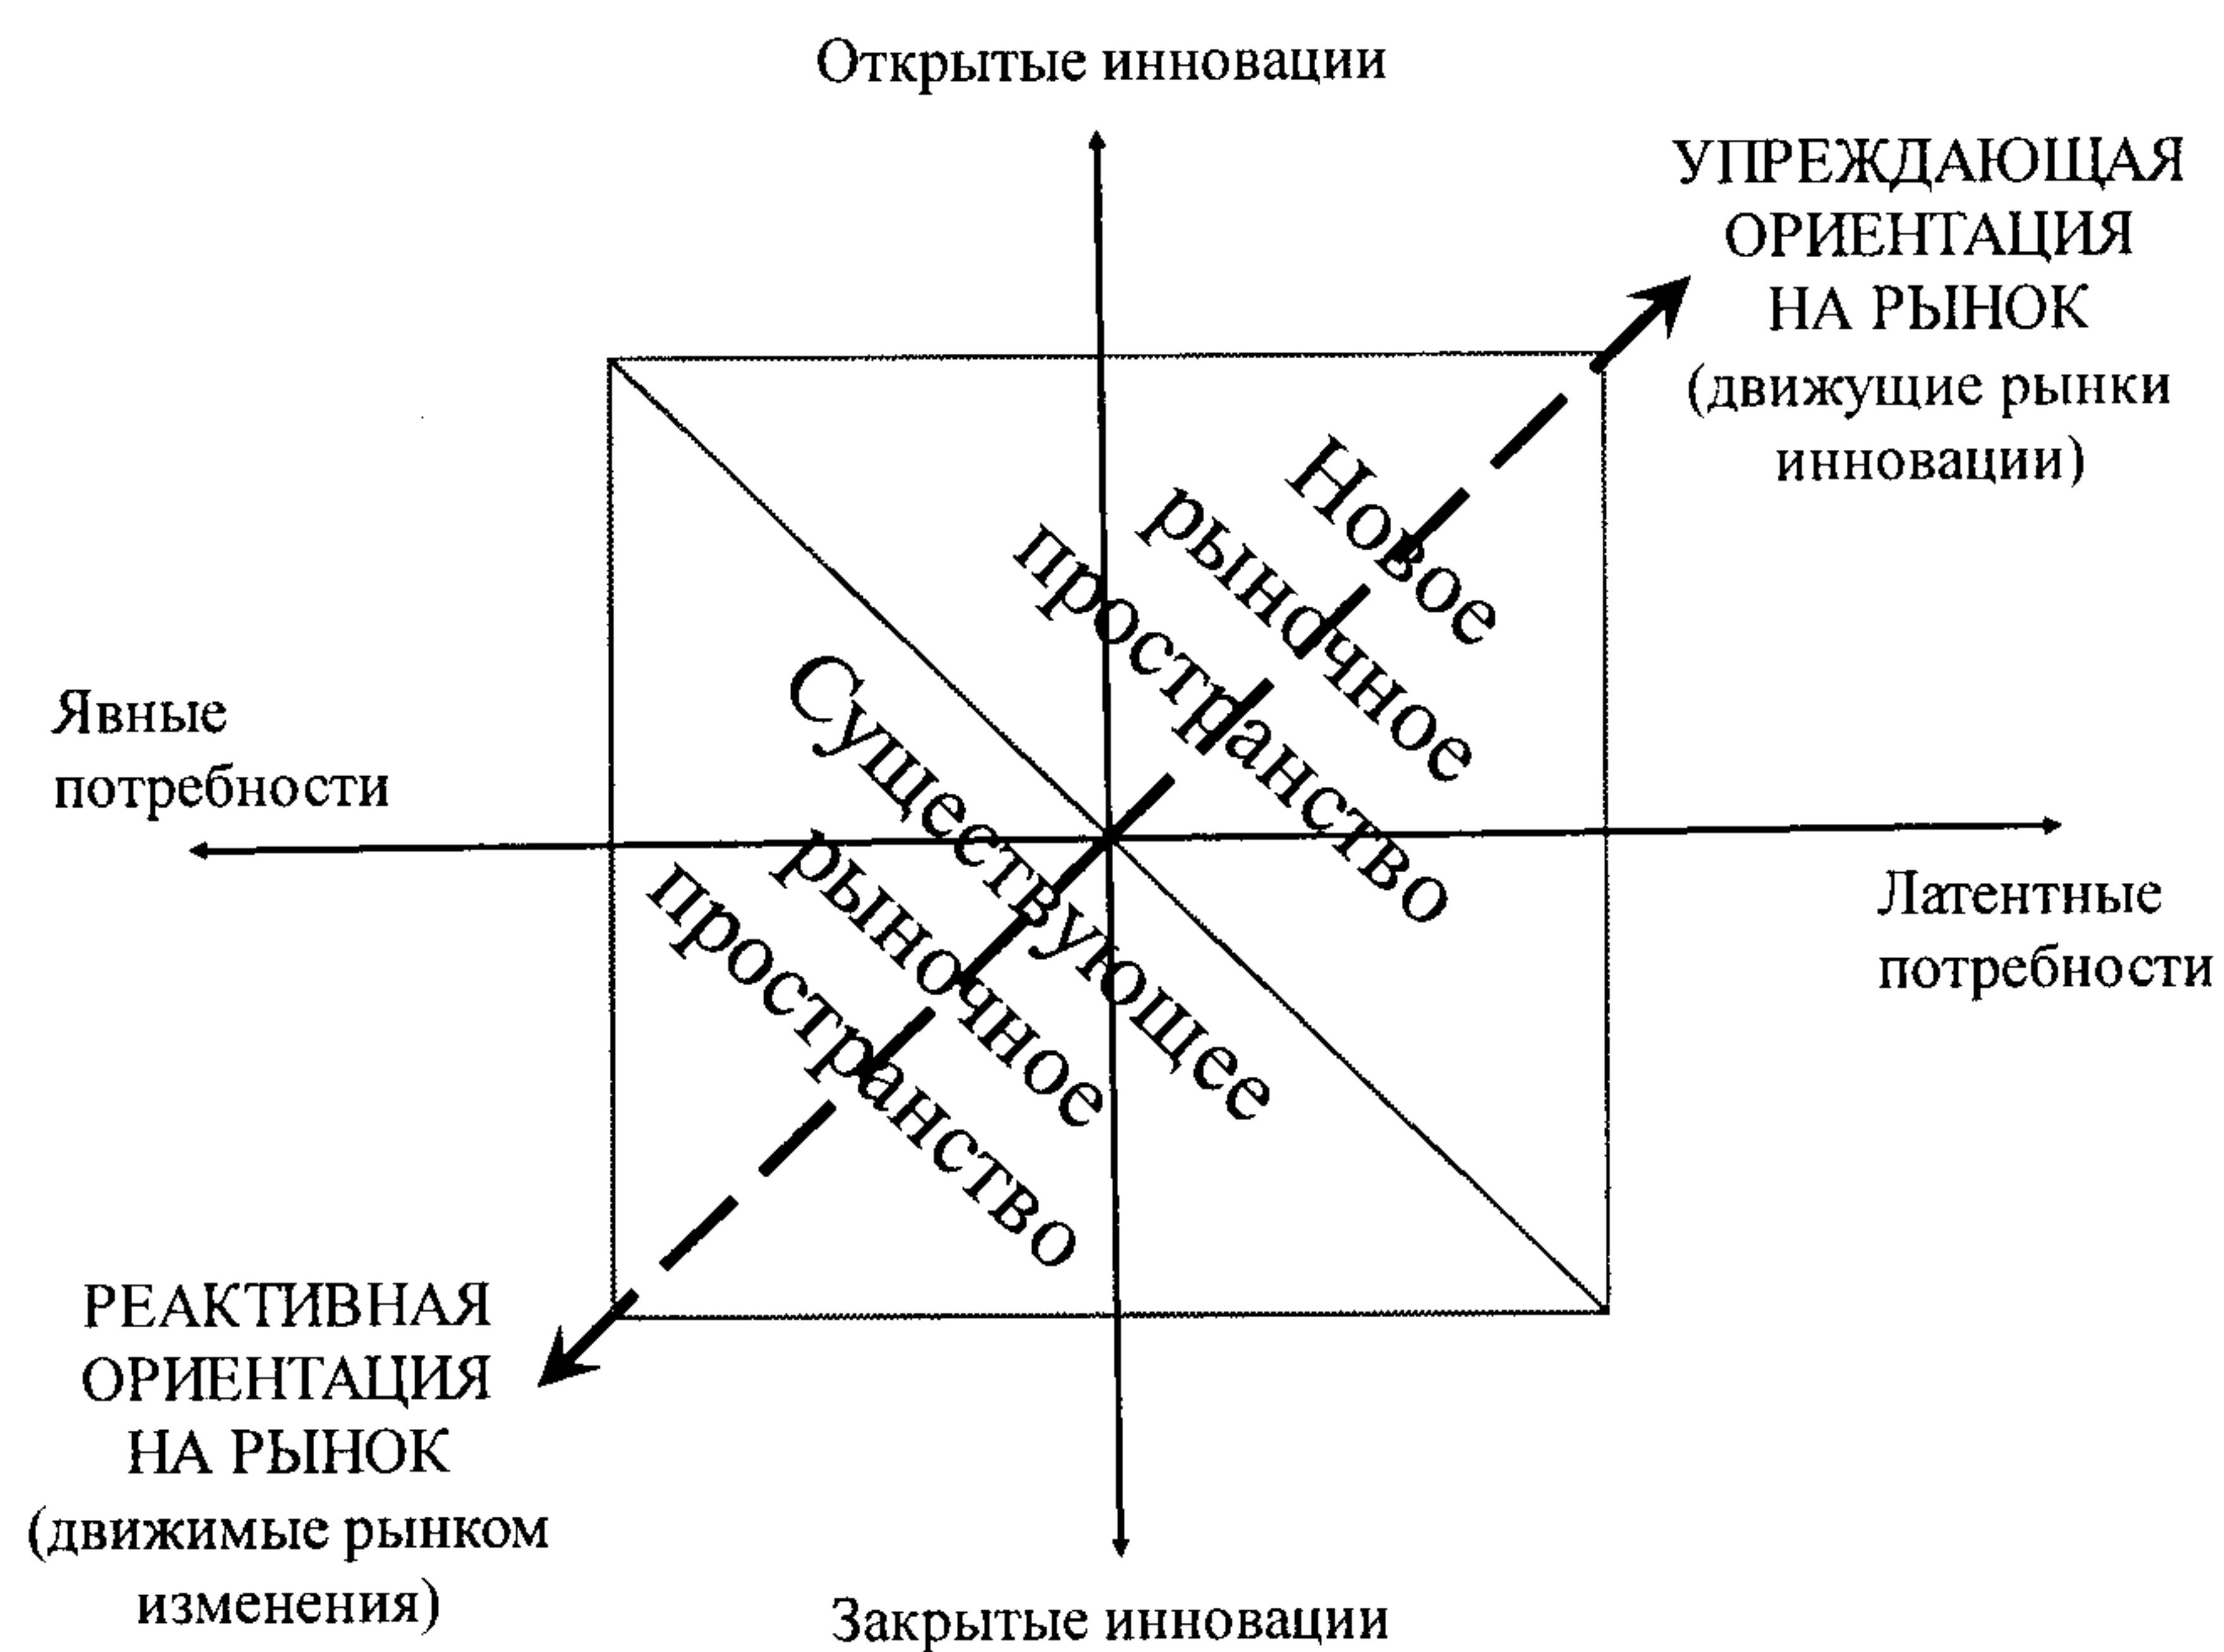 Открытые инновации
УПРЕЖДАЮЩАЯ
ОРИЕНТАЦИЯ
НА РЫНОК
(движущие рынки
инновации)
Новое
рыночное
пространство
Явные
потребности
Существующее
рыночное
пространство
Латентные
потребности
РЕАКТИВНАЯ
ОРИЕНТАЦИЯ
НА РЫНОК
(движимые рынком
изменения)
Закрытые инновации